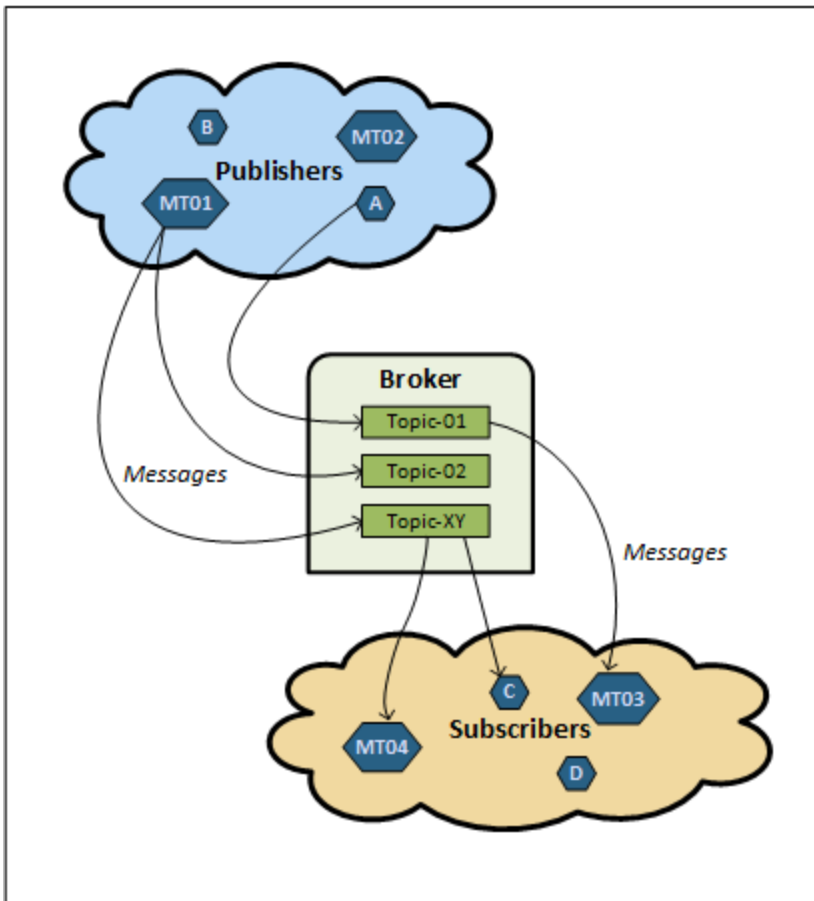 B
MT02
Publishers
MT01
A
Broker
Topic-01
Messages
Topic-02
Topic-XY
Messages
C
MT03
Subscribers
MT04
D